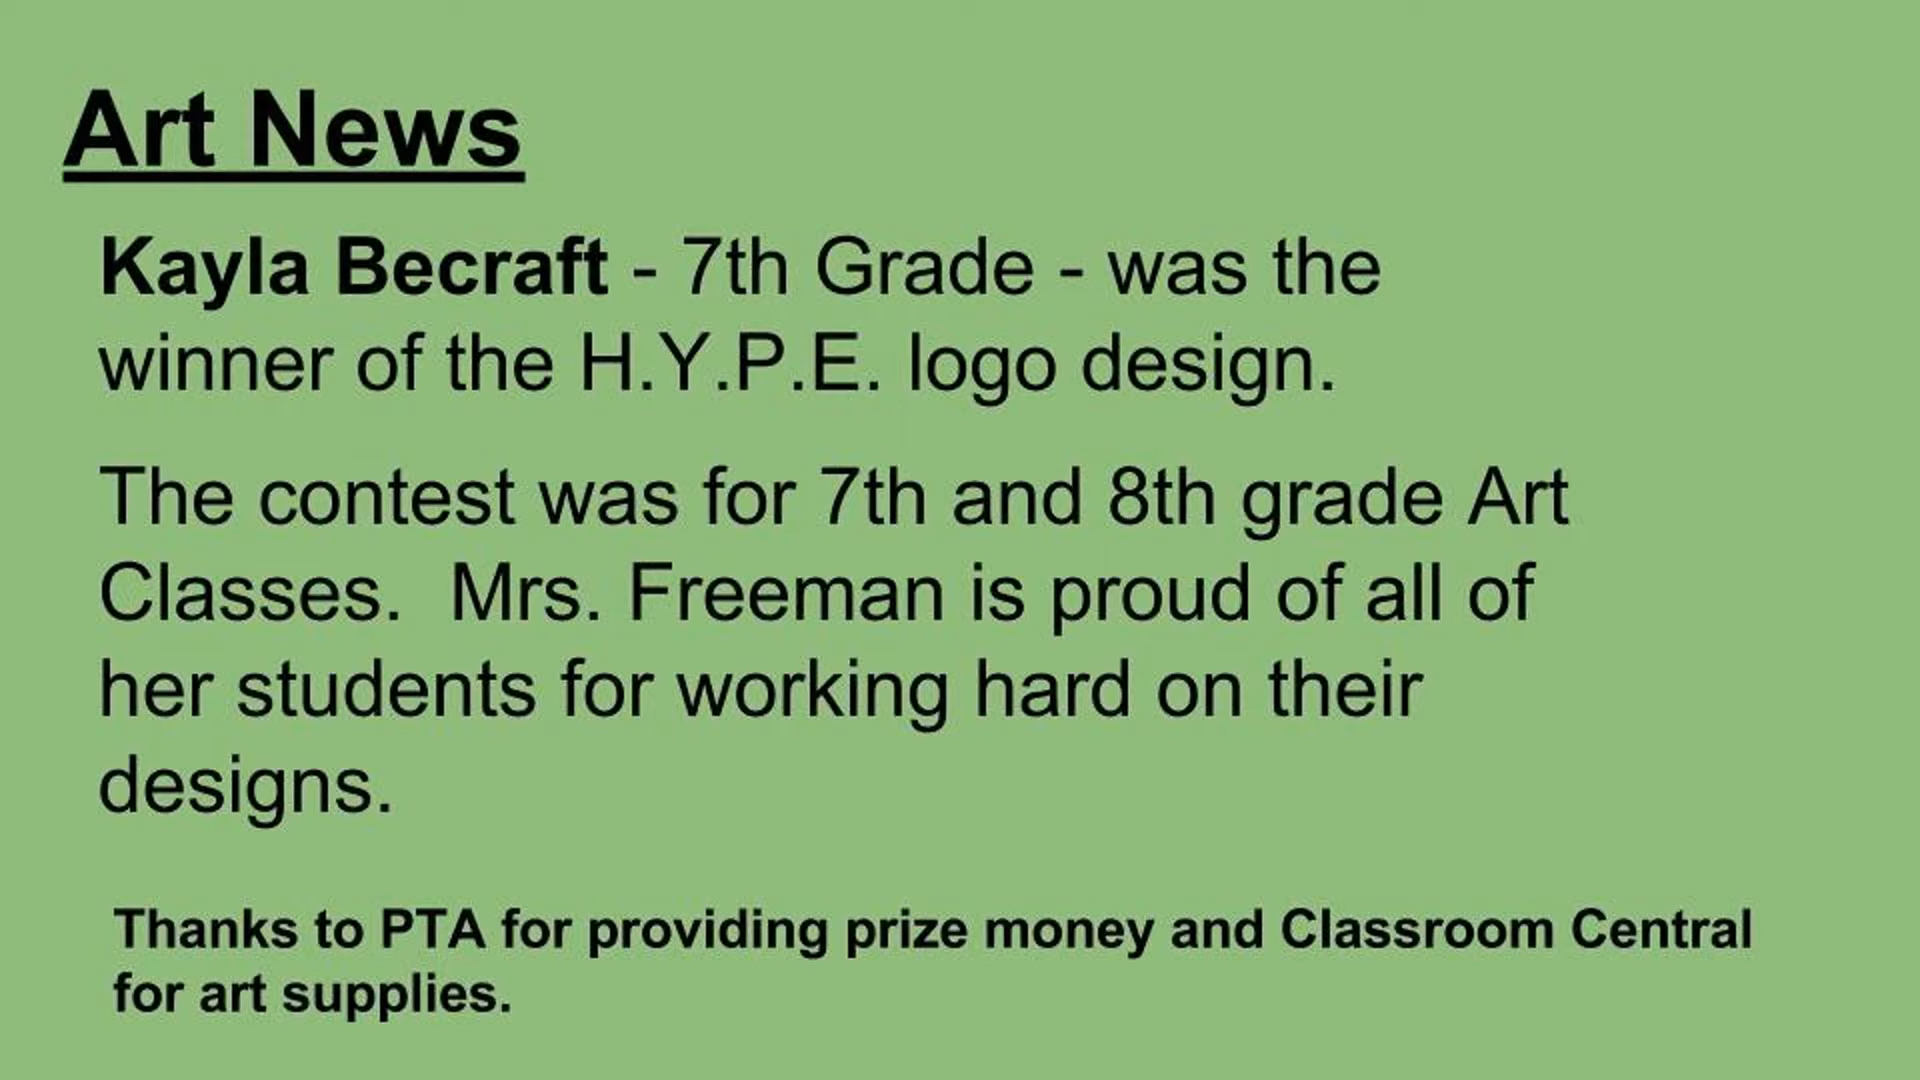 Art News
Kayla Becraft - 7th Grade - was the
winner of the H.Y.P.E. logo design.
The contest was for 7th and 8th grade Art
Classes.  Mrs. Freeman is proud of all of
her students for working hard on their
designs.
Thanks to PTA for providing prize money and Classroom Central
for art supplies.